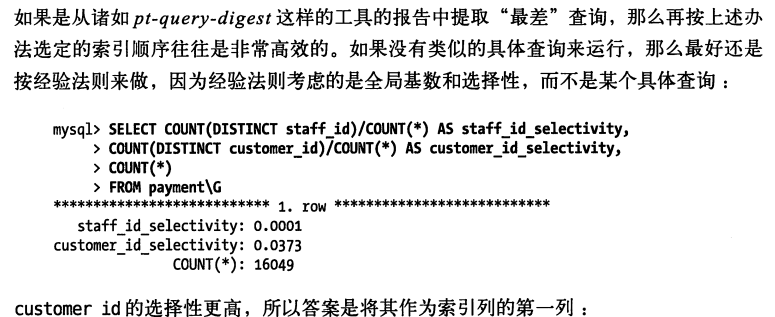 如果是从诸如 pt-query-digest 这样的工具的报告中提取“最差”查询，那么再按上述办
法选定的索引顺序往往是非常高效的。如果没有类似的具体查询来运行，那么最好还是
按经验法则来做，因为经验法则考虑的是全局基数和选择性，而不是某个具体查询：
mysql> SELECT COUNT(DISTINCT staff_id)/COUNT(*) AS staff_id_selectivity,
> COUNT(DISTINCT customer_id)/COUNT(*) AS customer_id_selectivity,
> COUNT(*)
> FROM payment\G
*************************** 1. row ***************************
staff_id_selectivity: 0.0001
customer_id_selectivity: 0.0373
COUNT(*): 16049
customer id 的选择性更高，所以答案是将其作为索引列的第一列：